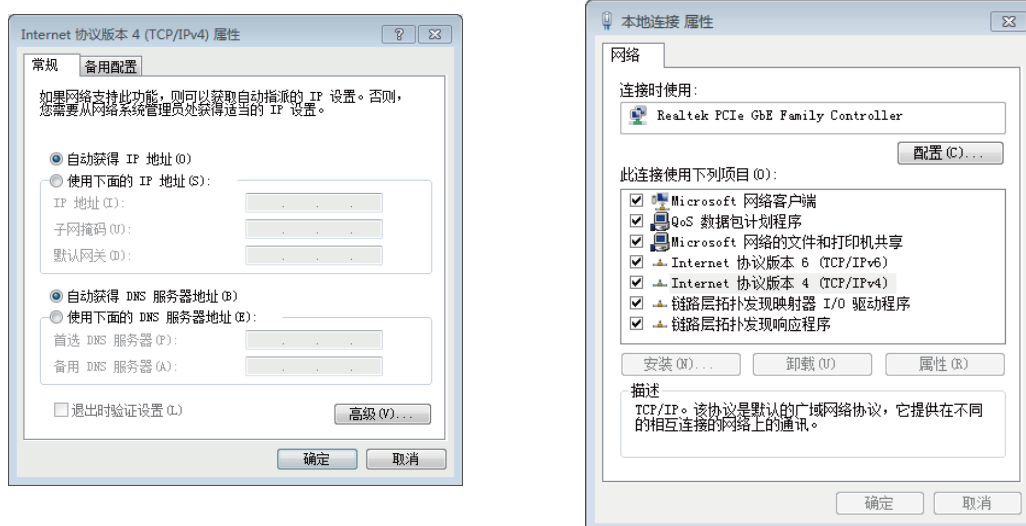 Internet 协议版本 4 (TCP/IPv4) 属性
常规
备用配置
如果网络支持此功能，则可以获取自动指派的 IP 设置。否则，
您需要从网络系统管理员处获得适当的 IP 设置。
自动获得 IP 地址(O)
使用下面的 IP 地址(S):
IP 地址(I):
子网掩码(U):
默认网关(D):
自动获得 DNS 服务器地址(B)
使用下面的 DNS 服务器地址(E):
首选 DNS 服务器(P):
备用 DNS 服务器(A):
退出时验证设置(L)
高级(V)...
确定
取消
本地连接 属性
网络
连接时使用:
Realtek PCIe GbE Family Controller
配置(C)...
此连接使用下列项目(O):
Microsoft 网络客户端
QoS 数据包计划程序
Microsoft 网络的文件和打印机共享
Internet 协议版本 6 (TCP/IPv6)
Internet 协议版本 4 (TCP/IPv4)
链路层拓扑发现映射器 I/O 驱动程序
链路层拓扑发现响应程序
安装(N)...
卸载(U)
属性(R)
描述
TCP/IP。该协议是默认的广域网络协议，它提供在不同
的相互连接的网络上的通讯。
确定
取消